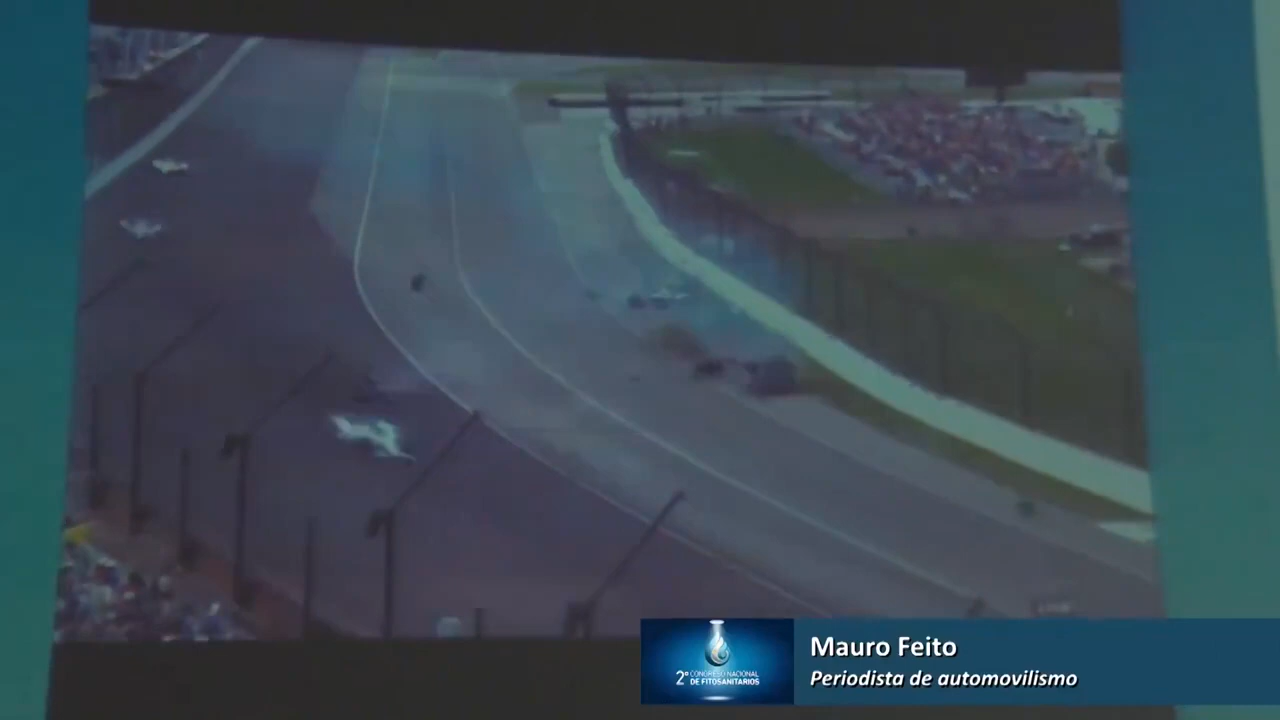 Mauro Feito
Periodista de automovilismo
2º CONGRESO NACIONAL
DE FITOSANITARIOS